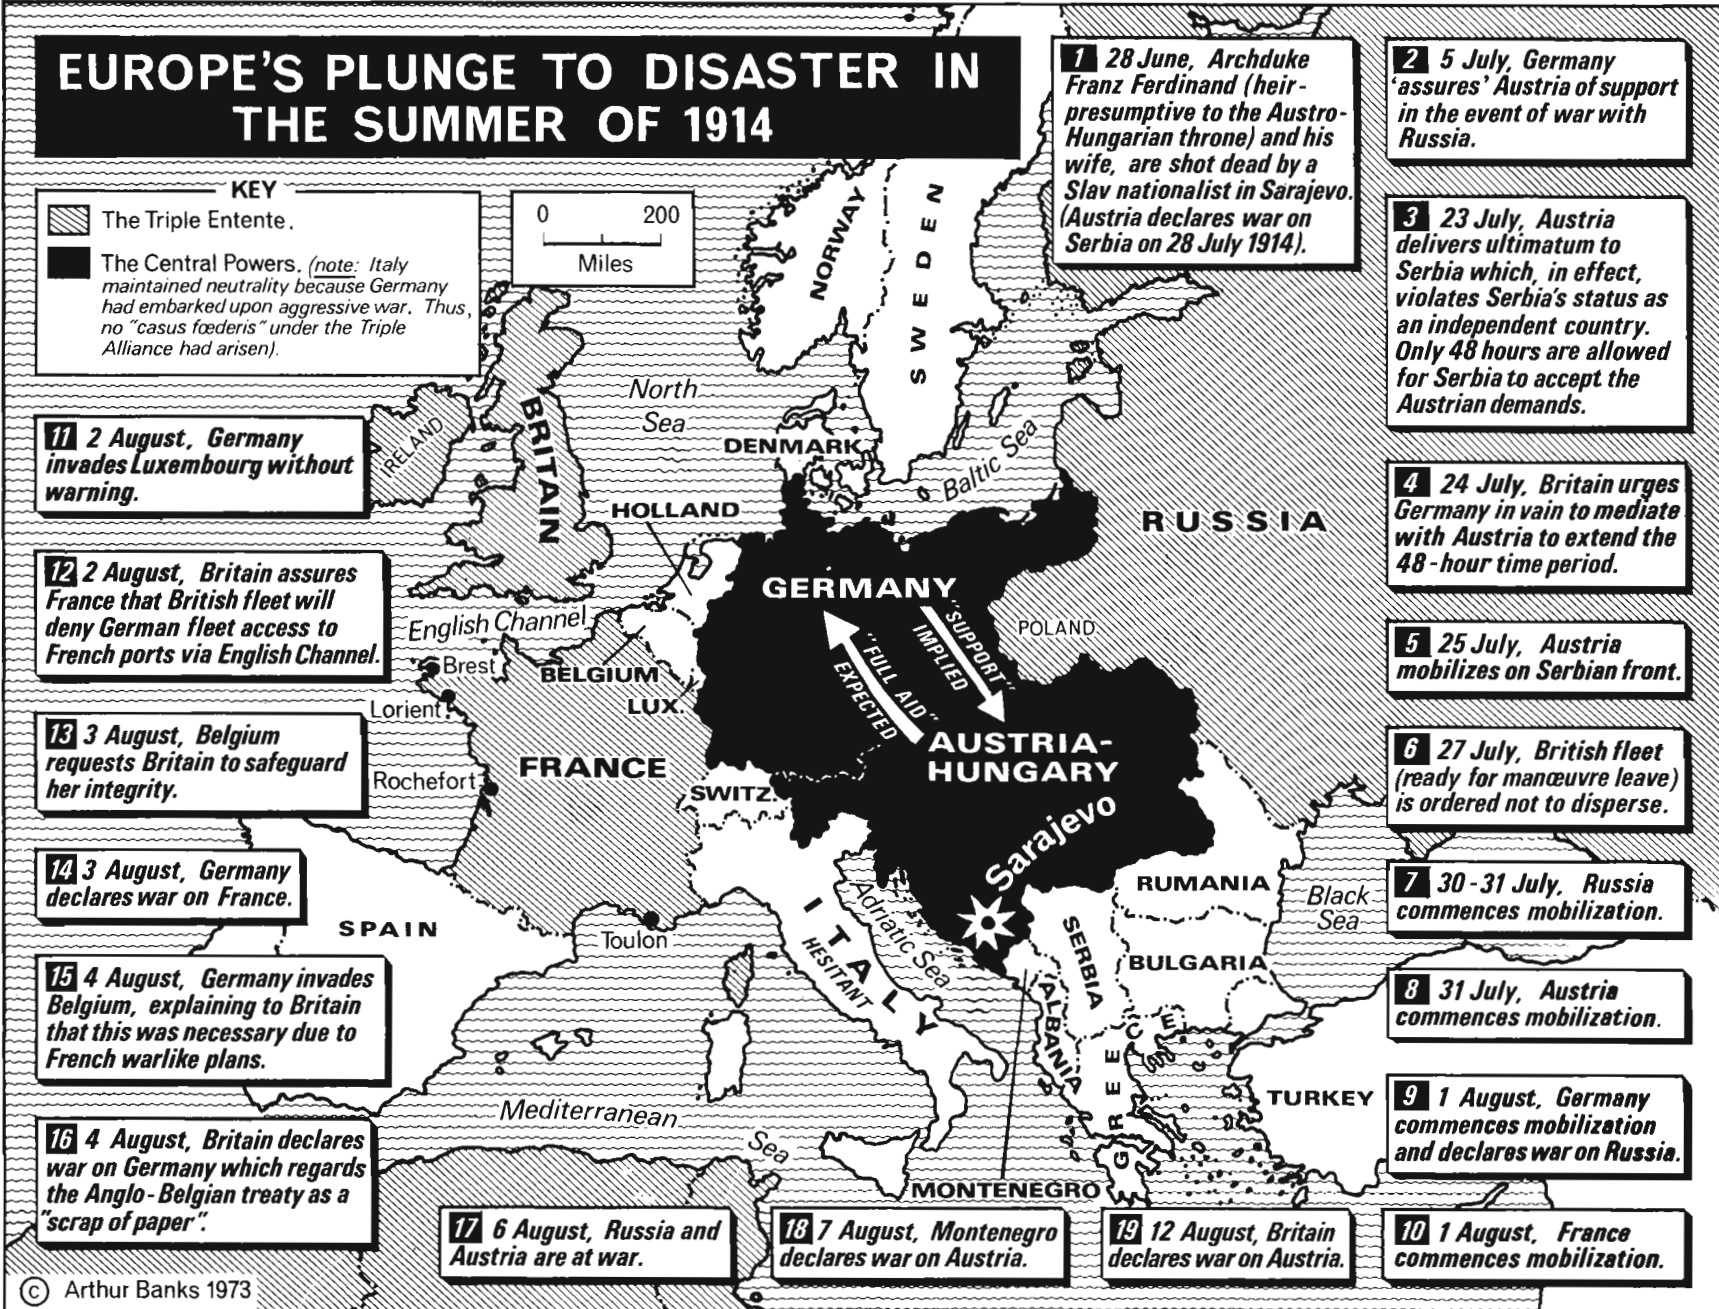 EUROPE'S PLUNGE TO DISASTER IN
THE SUMMER OF 1914
KEY
The Triple Entente.
The Central Powers. (note: Italy
maintained neutrality because Germany
had embarked upon aggressive war. Thus,
no "casus fœderis" under the Triple
Alliance had arisen).
0 200
Miles
1 28 June, Archduke
Franz Ferdinand (heir-
presumptive to the Austro-
Hungarian throne) and his
wife, are shot dead by a
Slav nationalist in Sarajevo.
(Austria declares war on
Serbia on 28 July 1914).
2 5 July, Germany
'assures' Austria of support
in the event of war with
Russia.
3 23 July, Austria
delivers ultimatum to
Serbia which, in effect,
violates Serbia's status as
an independent country.
Only 48 hours are allowed
for Serbia to accept the
Austrian demands.
4 24 July, Britain urges
Germany in vain to mediate
with Austria to extend the
48-hour time period.
5 25 July, Austria
mobilizes on Serbian front.
6 27 July, British fleet
(ready for manœuvre leave)
is ordered not to disperse.
7 30-31 July, Russia
commences mobilization.
8 31 July, Austria
commences mobilization.
9 1 August, Germany
commences mobilization
and declares war on Russia.
10 1 August, France
commences mobilization.
11 2 August, Germany
invades Luxembourg without
warning.
12 2 August, Britain assures
France that British fleet will
deny German fleet access to
French ports via English Channel.
13 3 August, Belgium
requests Britain to safeguard
her integrity.
14 3 August, Germany
declares war on France.
15 4 August, Germany invades
Belgium, explaining to Britain
that this was necessary due to
French warlike plans.
16 4 August, Britain declares
war on Germany which regards
the Anglo-Belgian treaty as a
"scrap of paper".
17 6 August, Russia and
Austria are at war.
18 7 August, Montenegro
declares war on Austria.
19 12 August, Britain
declares war on Austria.
NORWAY
SWEDEN
North
Sea
DENMARK
Baltic Sea
IRELAND
BRITAIN
HOLLAND
RUSSIA
GERMANY
POLAND
"SUPPORT"
IMPLIED
"FULL AID"
EXPECTED
English Channel
BELGIUM
LUX.
Brest
Lorient
Rochefort
FRANCE
SWITZ.
AUSTRIA-
HUNGARY
Sarajevo
RUMANIA
Black
Sea
SERBIA
BULGARIA
SPAIN
Toulon
ITALY
HESITANT
Adriatic Sea
ALBANIA
GREECE
TURKEY
Mediterranean
Sea
MONTENEGRO
© Arthur Banks 1973